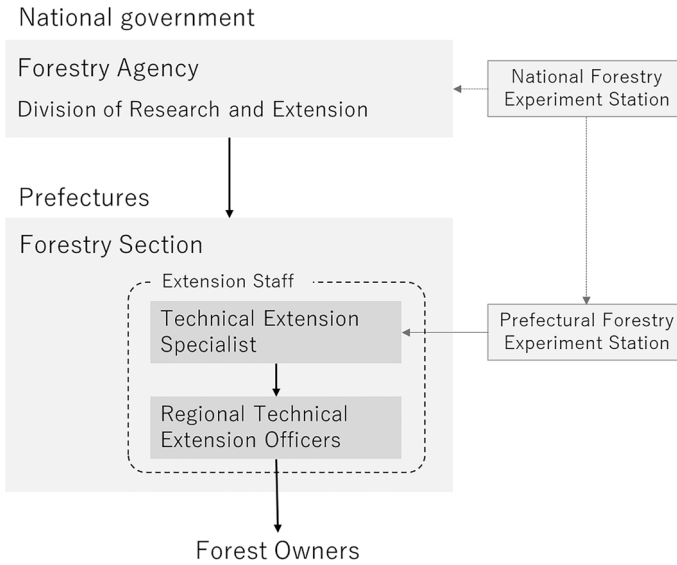 National government
Forestry Agency
Division of Research and Extension
National Forestry
Experiment Station
Prefectures
Forestry Section
Extension Staff
Technical Extension
Specialist
Prefectural Forestry
Experiment Station
Regional Technical
Extension Officers
Forest Owners